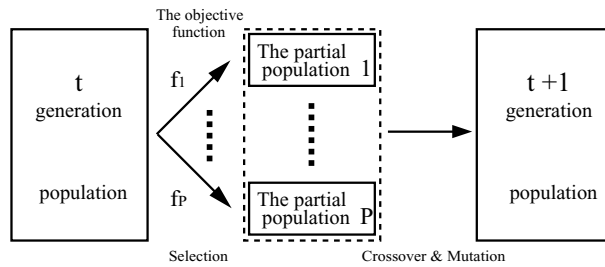 The objective
function
t
generation
population
f1
fP
The partial
population 1
The partial
population P
t +1
generation
population
Selection
Crossover & Mutation